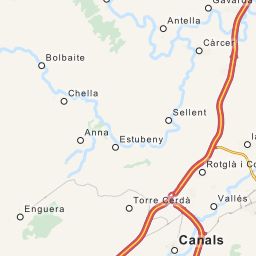 Gavarda
Antella
Càrcer
Bolbaite
Chella
Sellent
Anna
Estubeny
Rotglà i Co
Torre Cerdà
Vallés
Enguera
Canals